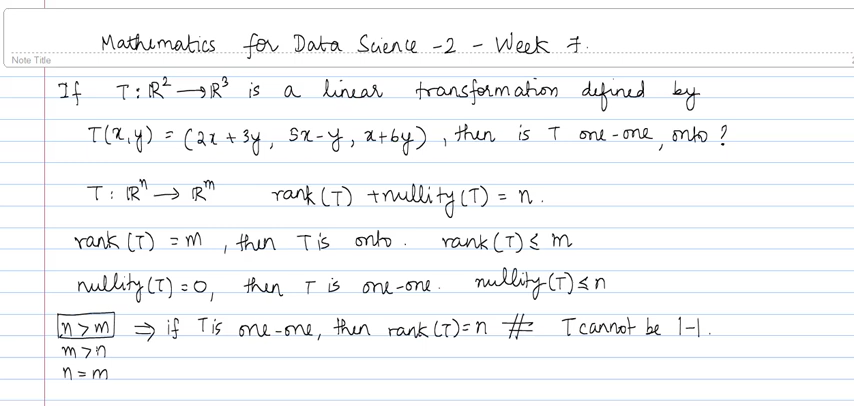 Mathematics for Data Science -2 - Week 7.
Note Title
If T: ℝ² → ℝ³ is a linear transformation defined by
T(x,y) = (2x + 3y, 5x - y, x + 6y), then is T one-one, onto?
T: ℝⁿ → ℝᵐ rank(T) + nullity(T) = n.
rank(T) = m, then T is onto. rank(T) ≤ m
nullity(T) = 0, then T is one-one. nullity(T) ≤ n
n > m ⇒ if T is one-one, then rank(T) = n # T cannot be 1-1.
m > n
n = m